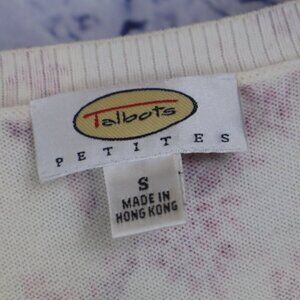 Talbots
PETITES
S
MADE IN
HONG KONG